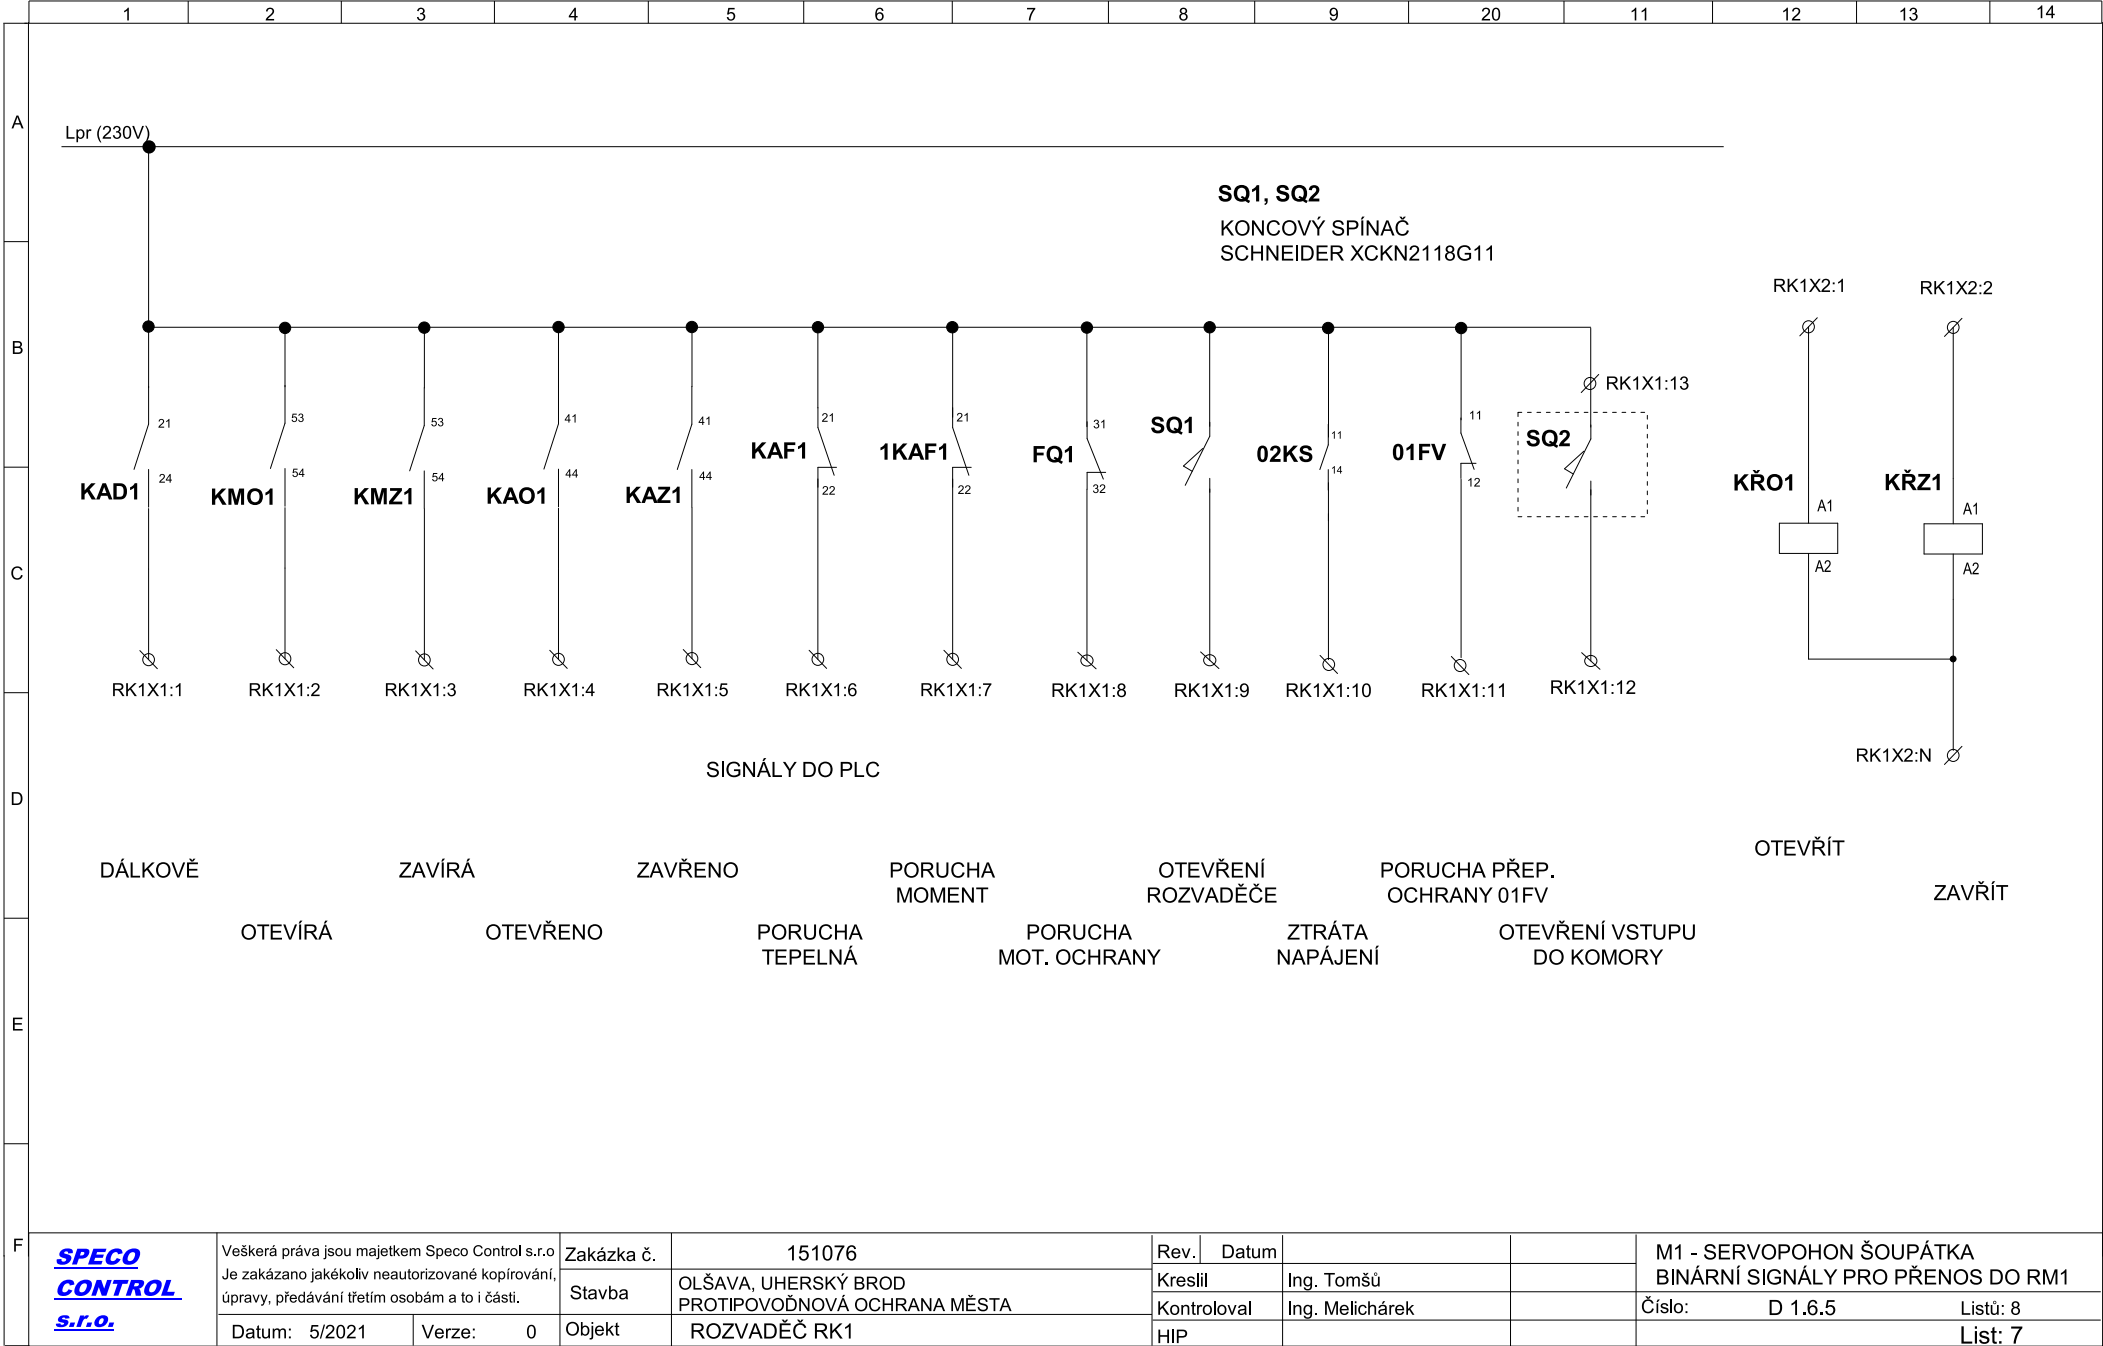 1 2 3 4 5 6 7 8 9 20 11 12 13 14
A
Lpr (230V)
SQ1, SQ2
KONCOVÝ SPÍNAČ
SCHNEIDER XCKN2118G11
RK1X2:1 RK1X2:2
B
RK1X1:13
21 53 53 41 41 21 21 31 11 11
KAF1 1KAF1 FQ1 SQ1 02KS 01FV SQ2
24 54 54 44 44 22 22 32 14 12
KAD1 KMO1 KMZ1 KAO1 KAZ1 KŘO1 KŘZ1
A1 A1
C
A2 A2
RK1X1:1 RK1X1:2 RK1X1:3 RK1X1:4 RK1X1:5 RK1X1:6 RK1X1:7 RK1X1:8 RK1X1:9 RK1X1:10 RK1X1:11 RK1X1:12
RK1X2:N
SIGNÁLY DO PLC
D
OTEVŘÍT
DÁLKOVĚ ZAVÍRÁ ZAVŘENO PORUCHA OTEVŘENÍ PORUCHA PŘEP.
MOMENT ROZVADĚČE OCHRANY 01FV ZAVŘÍT
OTEVÍRÁ OTEVŘENO PORUCHA PORUCHA ZTRÁTA OTEVŘENÍ VSTUPU
TEPELNÁ MOT. OCHRANY NAPÁJENÍ DO KOMORY
E
F
SPECO
CONTROL
s.r.o.
Veškerá práva jsou majetkem Speco Control s.r.o
Je zakázano jakékoliv neautorizované kopírování,
úpravy, předávání třetím osobám a to i části.
Datum: 5/2021 Verze: 0
Zakázka č. 151076
Stavba OLŠAVA, UHERSKÝ BROD
PROTIPOVODŇOVÁ OCHRANA MĚSTA
Objekt ROZVADĚČ RK1
Rev. Datum
Kreslil Ing. Tomšů
Kontroloval Ing. Melichárek
HIP
M1 - SERVOPOHON ŠOUPÁTKA
BINÁRNÍ SIGNÁLY PRO PŘENOS DO RM1
Číslo: D 1.6.5 Listů: 8
List: 7